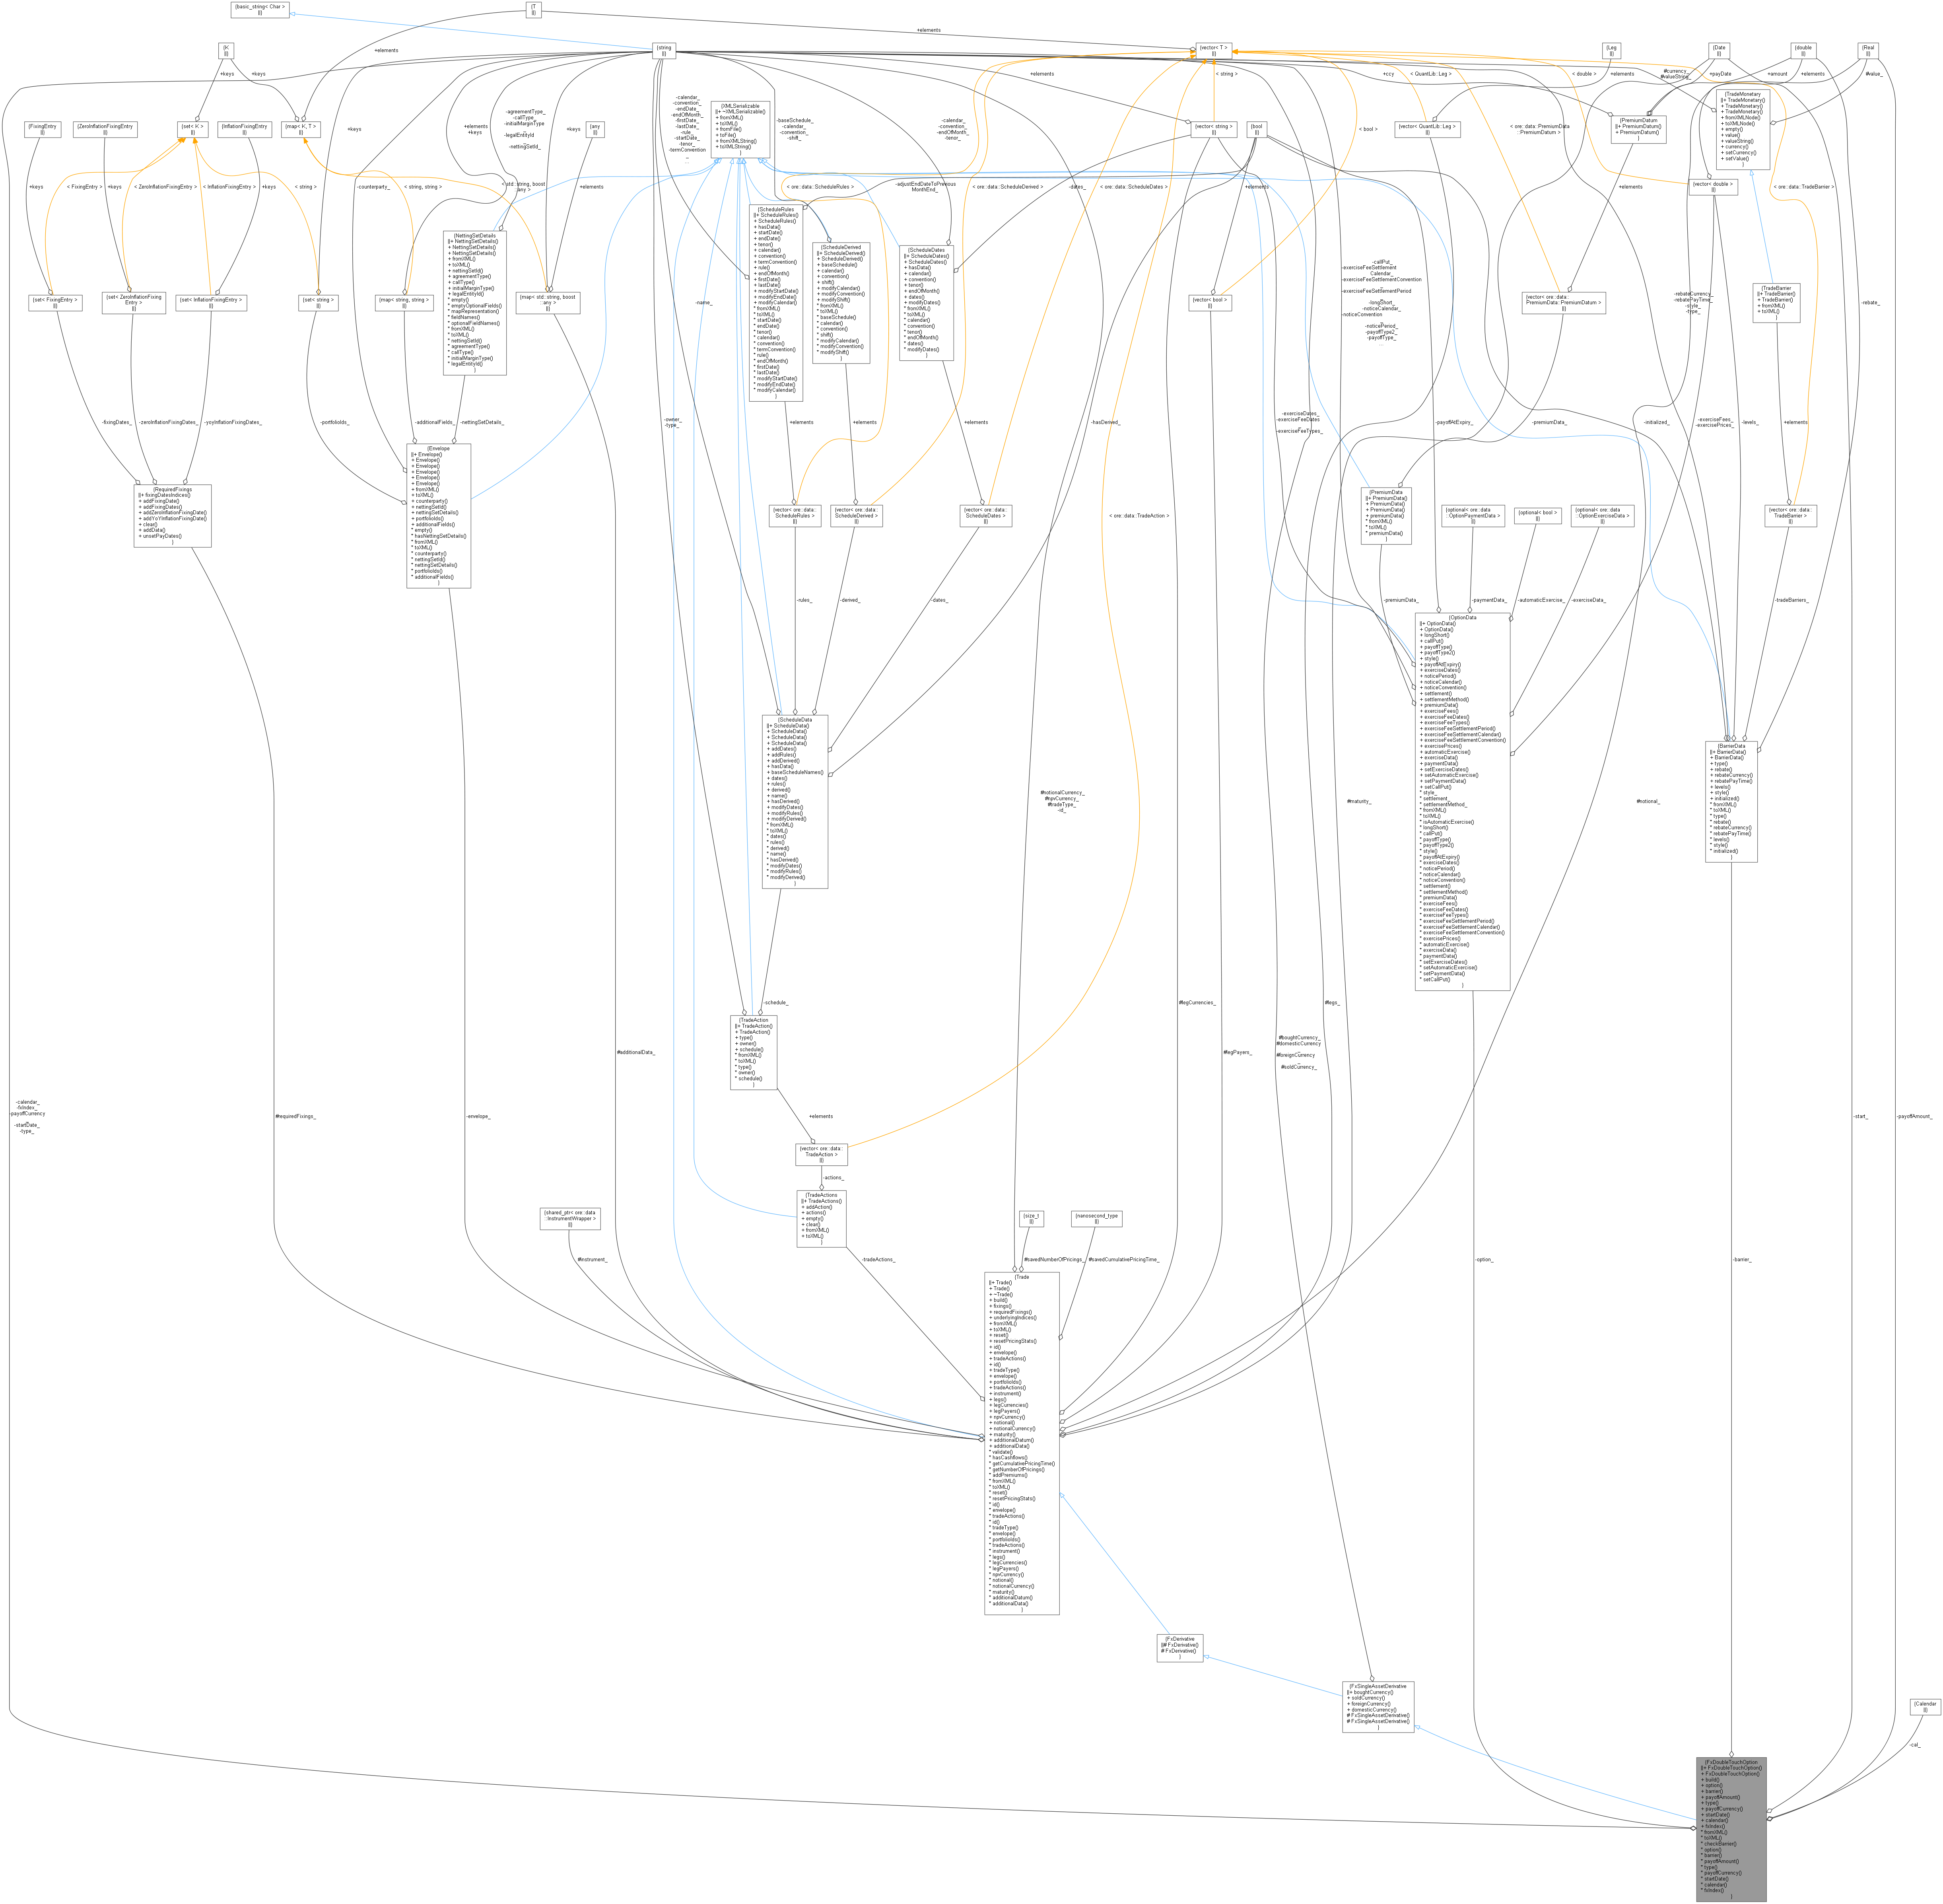 {basic_string< Char >
||}
{T
||}
+elements
{K
||}
{string
||}
{vector< T >
||}
{Leg
||}
{Date
||}
{double
||}
{Real
||}
+elements
+keys
+keys
+elements
< string >
+ccy
< QuantLib::Leg >
+elements
< double >
#currency_
#valueString_
+payDate
+amount
+elements
#value_
{FixingEntry
||}
{ZeroInflationFixingEntry
||}
{set< K >
||}
{InflationFixingEntry
||}
{map< K, T >
||}
+keys
+elements
+keys
-agreementType_
-callType_
-initialMarginType
_
-legalEntityId
_
-nettingSetId_
+keys
{any
||}
-calendar_
-convention_
-endDate_
-endOfMonth_
-firstDate_
-lastDate_
-rule_
-startDate_
-tenor_
-termConvention
_
...
{XMLSerializable
||+ ~XMLSerializable()
+ fromXML()
+ toXML()
+ fromFile()
+ toFile()
+ fromXMLString()
+ toXMLString()
}
-baseSchedule_
-calendar_
-convention_
-shift_
-calendar_
-convention_
-endOfMonth_
-tenor_
{vector< string >
||}
{bool
||}
< bool >
{vector< QuantLib::Leg >
||}
< ore::data::PremiumData
::PremiumDatum >
{PremiumDatum
||+ PremiumDatum()
+ PremiumDatum()
}
{TradeMonetary
||+ TradeMonetary()
+ TradeMonetary()
+ TradeMonetary()
+ fromXMLNode()
+ toXMLNode()
+ empty()
+ value()
+ valueString()
+ currency()
+ setCurrency()
+ setValue()
}
+keys
< FixingEntry >
+keys
< ZeroInflationFixingEntry >
< InflationFixingEntry >
+keys
< string >
-counterparty_
< string, string >
< std::string, boost
::any >
+elements
< ore::data::ScheduleRules >
-adjustEndDateToPrevious
MonthEnd_
< ore::data::ScheduleDerived >
-dates_
< ore::data::ScheduleDates >
+elements
+elements
{vector< double >
||}
< ore::data::TradeBarrier >
{NettingSetDetails
||+ NettingSetDetails()
+ NettingSetDetails()
+ NettingSetDetails()
+ fromXML()
+ toXML()
+ nettingSetId()
+ agreementType()
+ callType()
+ initialMarginType()
+ legalEntityId()
* empty()
* emptyOptionalFields()
* mapRepresentation()
* fieldNames()
* optionalFieldNames()
* fromXML()
* toXML()
* nettingSetId()
* agreementType()
* callType()
* initialMarginType()
* legalEntityId()
}
{ScheduleRules
||+ ScheduleRules()
+ ScheduleRules()
+ hasData()
+ startDate()
+ endDate()
+ tenor()
+ calendar()
+ convention()
+ termConvention()
+ rule()
+ endOfMonth()
+ firstDate()
+ lastDate()
+ modifyStartDate()
+ modifyEndDate()
+ modifyCalendar()
* fromXML()
* toXML()
* startDate()
* endDate()
* tenor()
* calendar()
* convention()
* termConvention()
* rule()
* endOfMonth()
* firstDate()
* lastDate()
* modifyStartDate()
* modifyEndDate()
* modifyCalendar()
}
{ScheduleDerived
||+ ScheduleDerived()
+ ScheduleDerived()
+ baseSchedule()
+ calendar()
+ convention()
+ shift()
+ modifyCalendar()
+ modifyConvention()
+ modifyShift()
* fromXML()
* toXML()
* baseSchedule()
* calendar()
* convention()
* shift()
* modifyCalendar()
* modifyConvention()
* modifyShift()
}
{ScheduleDates
||+ ScheduleDates()
+ ScheduleDates()
+ hasData()
+ calendar()
+ convention()
+ tenor()
+ endOfMonth()
+ dates()
+ modifyDates()
* fromXML()
* toXML()
* calendar()
* convention()
* tenor()
* endOfMonth()
* dates()
* modifyDates()
}
{set< FixingEntry >
||}
{set< ZeroInflationFixing
Entry >
||}
{set< InflationFixingEntry >
||}
{set< string >
||}
{map< string, string >
||}
{map< std::string, boost
::any >
||}
-name_
{vector< bool >
||}
-callPut_
-exerciseFeeSettlement
Calendar_
-exerciseFeeSettlementConvention
_
-exerciseFeeSettlementPeriod
_
-longShort_
-noticeCalendar_
-noticeConvention
_
-noticePeriod_
-payoffType2_
-payoffType_
...
{vector< ore::data::
PremiumData::PremiumDatum >
||}
-rebateCurrency_
-rebatePayTime_
-style_
-type_
{TradeBarrier
||+ TradeBarrier()
+ TradeBarrier()
+ fromXML()
+ toXML()
}
-rebate_
-fixingDates_
-zeroInflationFixingDates_
-yoyInflationFixingDates_
-portfolioIds_
-additionalFields_
-nettingSetDetails_
-owner_
-type_
+elements
+elements
+elements
-hasDerived_
-exerciseDates_
-exerciseFeeDates
_
-exerciseFeeTypes_
-payoffAtExpiry_
-premiumData_
-initialized_
-exerciseFees_
-exercisePrices_
-levels_
+elements
{RequiredFixings
||+ fixingDatesIndices()
+ addFixingDate()
+ addFixingDates()
+ addZeroInflationFixingDate()
+ addYoYInflationFixingDate()
+ clear()
+ addData()
+ unsetPayDates()
}
{Envelope
||+ Envelope()
+ Envelope()
+ Envelope()
+ Envelope()
+ Envelope()
+ Envelope()
+ fromXML()
+ toXML()
+ counterparty()
+ nettingSetId()
+ nettingSetDetails()
+ portfolioIds()
+ additionalFields()
* empty()
* hasNettingSetDetails()
* fromXML()
* toXML()
* counterparty()
* nettingSetId()
* nettingSetDetails()
* portfolioIds()
* additionalFields()
}
{vector< ore::data::
ScheduleRules >
||}
{vector< ore::data::
ScheduleDerived >
||}
{vector< ore::data::
ScheduleDates >
||}
< ore::data::TradeAction >
{PremiumData
||+ PremiumData()
+ PremiumData()
+ PremiumData()
+ premiumData()
* fromXML()
* toXML()
* premiumData()
}
{optional< ore::data
::OptionPaymentData >
||}
{optional< bool >
||}
{optional< ore::data
::OptionExerciseData >
||}
{vector< ore::data::
TradeBarrier >
||}
-rules_
-derived_
-dates_
-premiumData_
-paymentData_
-automaticExercise_
-exerciseData_
-tradeBarriers_
{OptionData
||+ OptionData()
+ OptionData()
+ longShort()
+ callPut()
+ payoffType()
+ payoffType2()
+ style()
+ payoffAtExpiry()
+ exerciseDates()
+ noticePeriod()
+ noticeCalendar()
+ noticeConvention()
+ settlement()
+ settlementMethod()
+ premiumData()
+ exerciseFees()
+ exerciseFeeDates()
+ exerciseFeeTypes()
+ exerciseFeeSettlementPeriod()
+ exerciseFeeSettlementCalendar()
+ exerciseFeeSettlementConvention()
+ exercisePrices()
+ automaticExercise()
+ exerciseData()
+ paymentData()
+ setExerciseDates()
+ setAutomaticExercise()
+ setPaymentData()
+ setCallPut()
* style_
* settlement_
* settlementMethod_
* fromXML()
* toXML()
* isAutomaticExercise()
* longShort()
* callPut()
* payoffType()
* payoffType2()
* style()
* payoffAtExpiry()
* exerciseDates()
* noticePeriod()
* noticeCalendar()
* noticeConvention()
* settlement()
* settlementMethod()
* premiumData()
* exerciseFees()
* exerciseFeeDates()
* exerciseFeeTypes()
* exerciseFeeSettlementPeriod()
* exerciseFeeSettlementCalendar()
* exerciseFeeSettlementConvention()
* exercisePrices()
* automaticExercise()
* exerciseData()
* paymentData()
* setExerciseDates()
* setAutomaticExercise()
* setPaymentData()
* setCallPut()
}
{ScheduleData
||+ ScheduleData()
+ ScheduleData()
+ ScheduleData()
+ ScheduleData()
+ addDates()
+ addRules()
+ addDerived()
+ hasData()
+ baseScheduleNames()
+ dates()
+ rules()
+ derived()
+ name()
+ hasDerived()
+ modifyDates()
+ modifyRules()
+ modifyDerived()
* fromXML()
* toXML()
* dates()
* rules()
* derived()
* name()
* hasDerived()
* modifyDates()
* modifyRules()
* modifyDerived()
}
{BarrierData
||+ BarrierData()
+ BarrierData()
+ type()
+ rebate()
+ rebateCurrency()
+ rebatePayTime()
+ levels()
+ style()
+ initialized()
* fromXML()
* toXML()
* type()
* rebate()
* rebateCurrency()
* rebatePayTime()
* levels()
* style()
* initialized()
}
#notionalCurrency_
#npvCurrency_
#tradeType_
-id_
#maturity_
#notional_
-schedule_
#legCurrencies_
#legs_
{TradeAction
||+ TradeAction()
+ TradeAction()
+ type()
+ owner()
+ schedule()
* fromXML()
* toXML()
* type()
* owner()
* schedule()
}
#additionalData_
#legPayers_
#boughtCurrency_
#domesticCurrency
_
#foreignCurrency
_
#soldCurrency_
-calendar_
-fxIndex_
-payoffCurrency
_
-startDate_
-type_
#requiredFixings_
-envelope_
+elements
-option_
-barrier_
-start_
-payoffAmount_
{vector< ore::data::
TradeAction >
||}
-actions_
{shared_ptr< ore::data
::InstrumentWrapper >
||}
{TradeActions
||+ TradeActions()
+ addAction()
+ actions()
+ empty()
+ clear()
+ fromXML()
+ toXML()
}
{size_t
||}
{nanosecond_type
||}
#instrument_
-tradeActions_
#savedNumberOfPricings_
#savedCumulativePricingTime_
{Trade
||+ Trade()
+ Trade()
+ ~Trade()
+ build()
+ fixings()
+ requiredFixings()
+ underlyingIndices()
+ fromXML()
+ toXML()
+ reset()
+ resetPricingStats()
+ id()
+ envelope()
+ tradeActions()
+ id()
+ tradeType()
+ envelope()
+ portfolioIds()
+ tradeActions()
+ instrument()
+ legs()
+ legCurrencies()
+ legPayers()
+ npvCurrency()
+ notional()
+ notionalCurrency()
+ maturity()
+ additionalDatum()
+ additionalData()
* validate()
* hasCashflows()
* getCumulativePricingTime()
* getNumberOfPricings()
* addPremiums()
* fromXML()
* toXML()
* reset()
* resetPricingStats()
* id()
* envelope()
* tradeActions()
* id()
* tradeType()
* envelope()
* portfolioIds()
* tradeActions()
* instrument()
* legs()
* legCurrencies()
* legPayers()
* npvCurrency()
* notional()
* notionalCurrency()
* maturity()
* additionalDatum()
* additionalData()
}
{FxDerivative
||# FxDerivative()
# FxDerivative()
}
{FxSingleAssetDerivative
||+ boughtCurrency()
+ soldCurrency()
+ foreignCurrency()
+ domesticCurrency()
# FxSingleAssetDerivative()
# FxSingleAssetDerivative()
}
{Calendar
||}
-cal_
{FxDoubleTouchOption
||+ FxDoubleTouchOption()
+ FxDoubleTouchOption()
+ build()
+ option()
+ barrier()
+ payoffAmount()
+ type()
+ payoffCurrency()
+ startDate()
+ calendar()
+ fxIndex()
* fromXML()
* toXML()
* checkBarrier()
* option()
* barrier()
* payoffAmount()
* type()
* payoffCurrency()
* startDate()
* calendar()
* fxIndex()
}